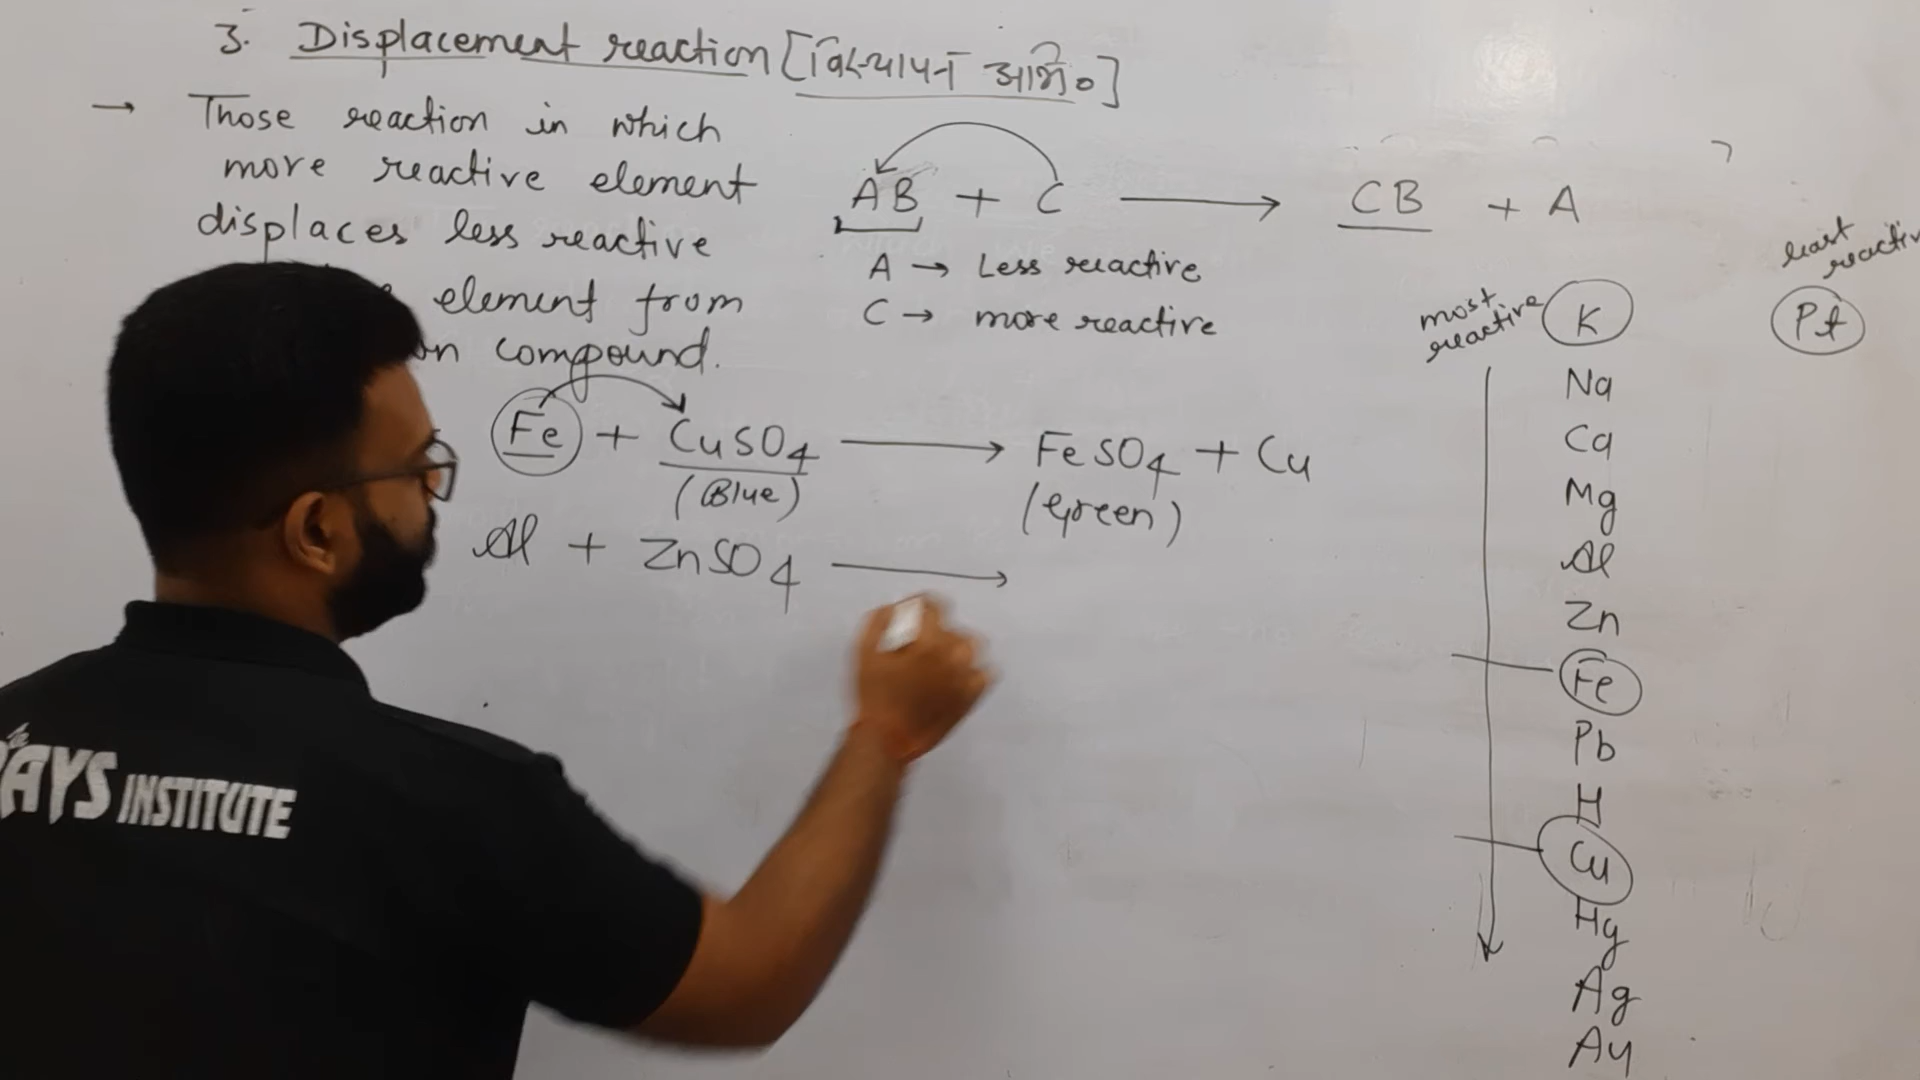 3. Displacement reaction [विस्थापन अभि०]
→ Those reaction in which
more reactive element
displaces less reactive
element from
compound.
AB + C ⟶ CB + A
A → Less reactive
C → more reactive
Fe + CuSO4 ⟶ FeSO4 + Cu
(Blue) (Green)
Al + ZnSO4 ⟶
most reactive
K
Na
Ca
Mg
Al
Zn
Fe
Pb
H
Cu
Hg
Ag
Au
least
Pt
INSTITUTE